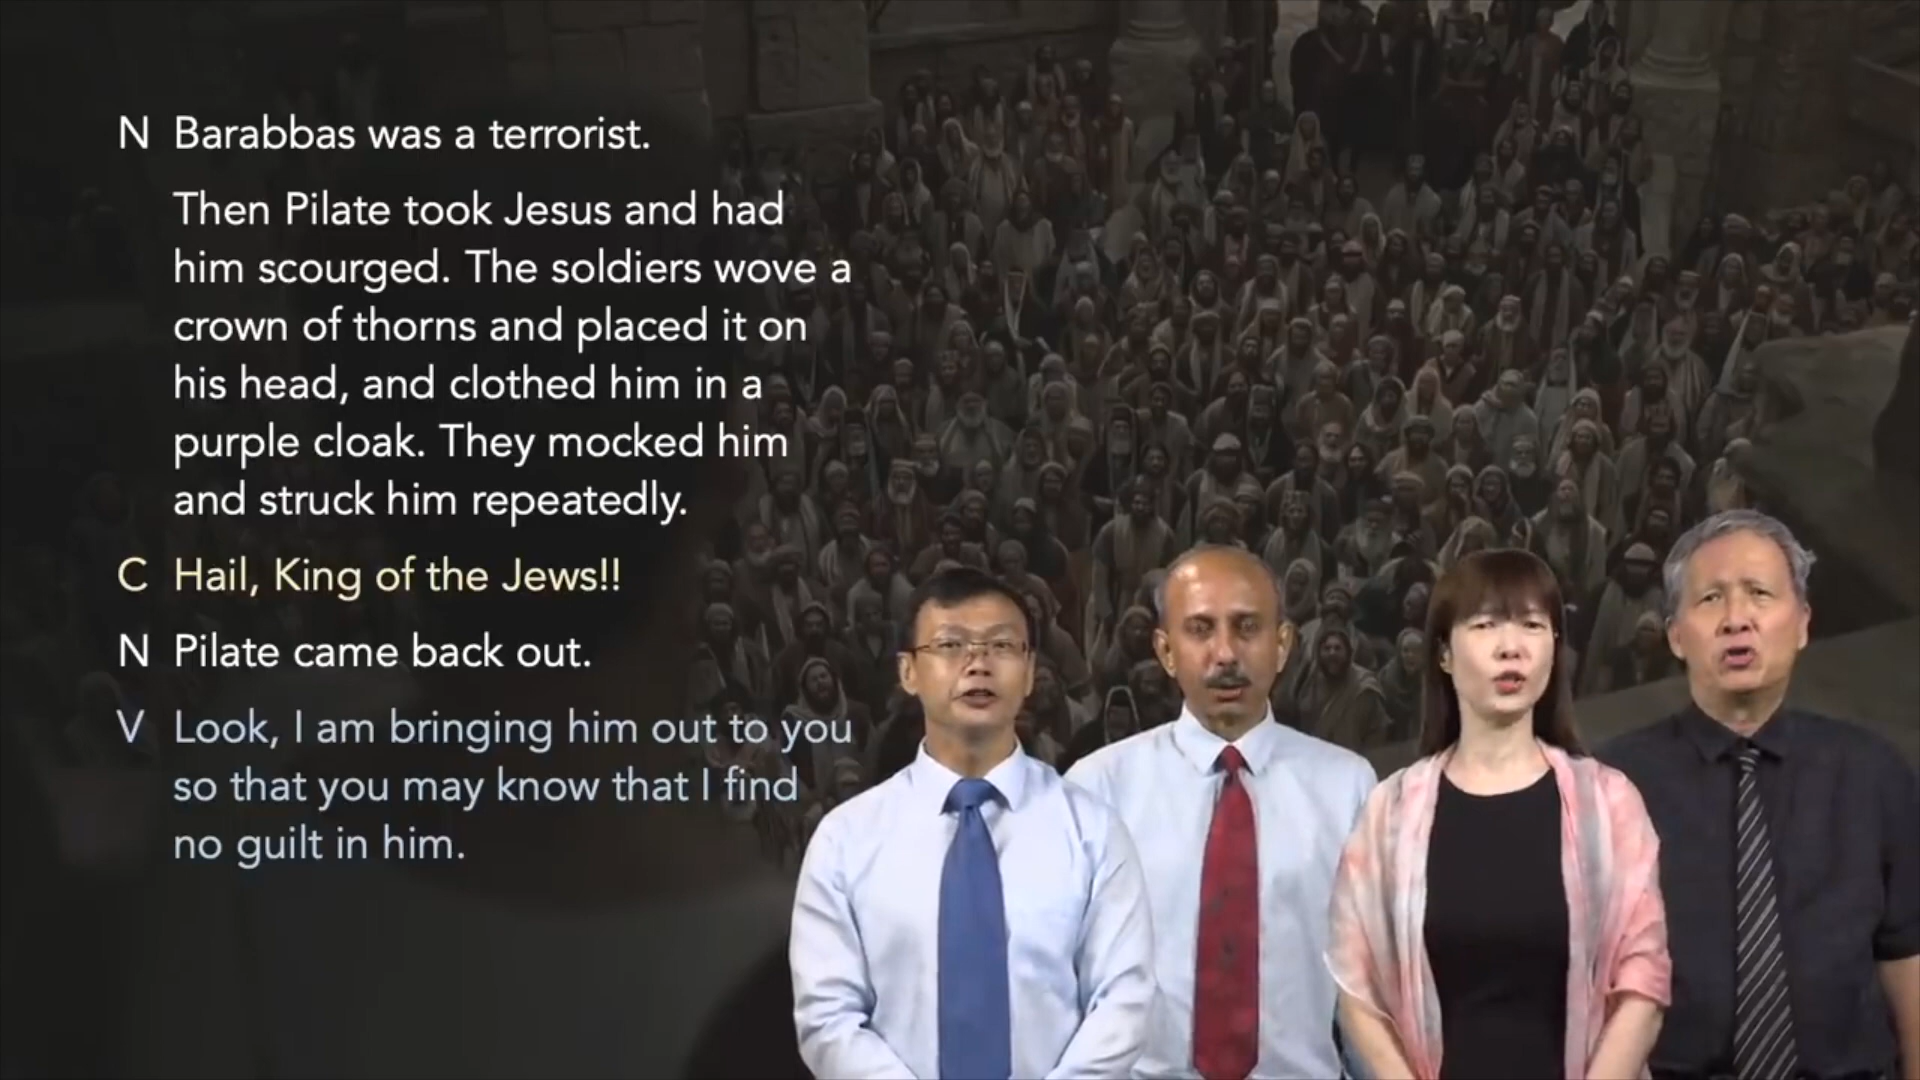 N Barabbas was a terrorist.
Then Pilate took Jesus and had
him scourged. The soldiers wove a
crown of thorns and placed it on
his head, and clothed him in a
purple cloak. They mocked him
and struck him repeatedly.
C Hail, King of the Jews!!
N Pilate came back out.
V Look, I am bringing him out to you
so that you may know that I find
no guilt in him.